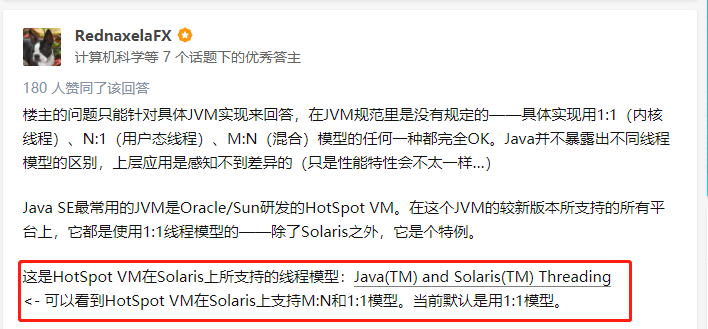 RednaxelaFX
计算机科学等 7 个话题下的优秀答主
180 人赞同了该回答
楼主的问题只能针对具体JVM实现来回答，在JVM规范里是没有规定的——具体实现用1:1（内核
线程）、N:1（用户态线程）、M:N（混合）模型的任何一种都完全OK。Java并不暴露出不同线程
模型的区别，上层应用是感知不到差异的（只是性能特性会不太一样...）
Java SE最常用的JVM是Oracle/Sun研发的HotSpot VM。在这个JVM的较新版本所支持的所有平
台上，它都是使用1:1线程模型的——除了Solaris之外，它是个特例。
这是HotSpot VM在Solaris上所支持的线程模型：Java(TM) and Solaris(TM) Threading
<- 可以看到HotSpot VM在Solaris上支持M:N和1:1模型。当前默认是用1:1模型。